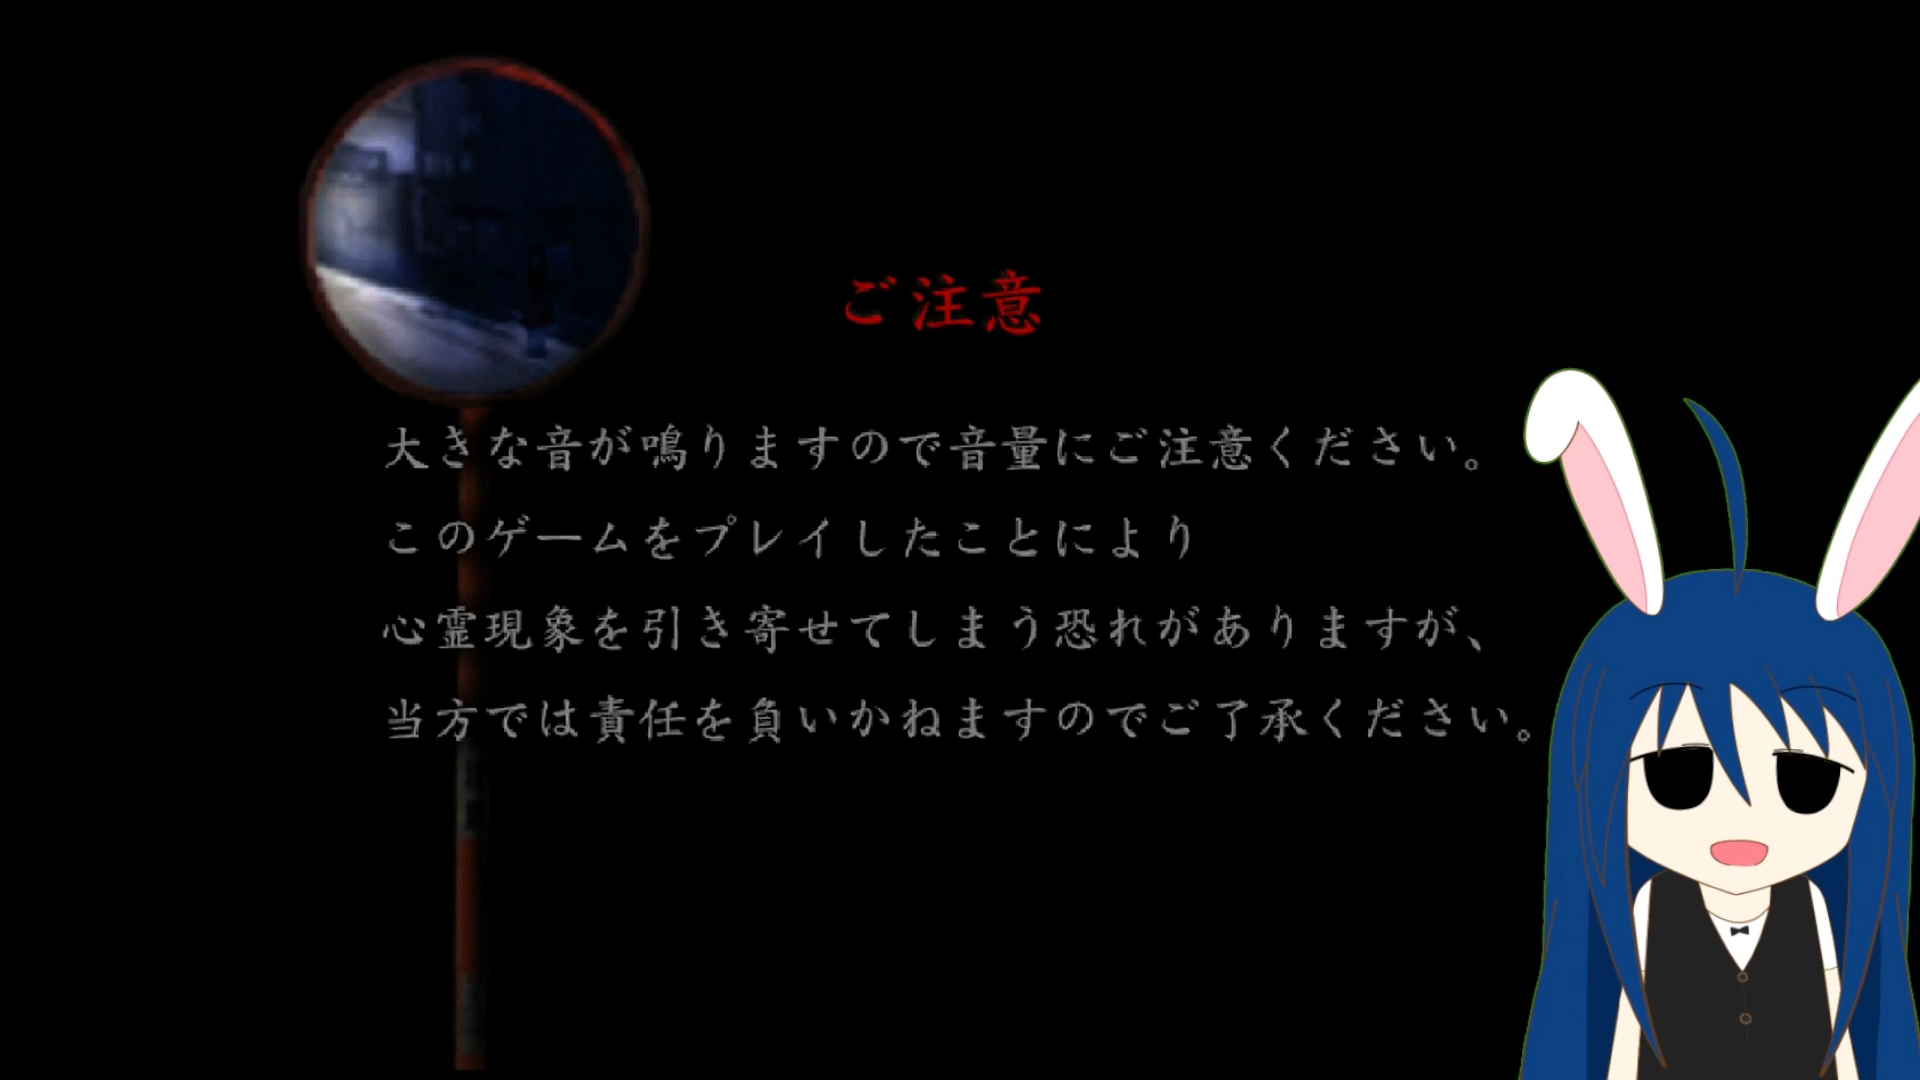 ご注意
大きな音が鳴りますので音量にご注意ください。
このゲームをプレイしたことにより
心霊現象を引き寄せてしまう恐れがありますが、
当方では責任を負いかねますのでご了承ください。